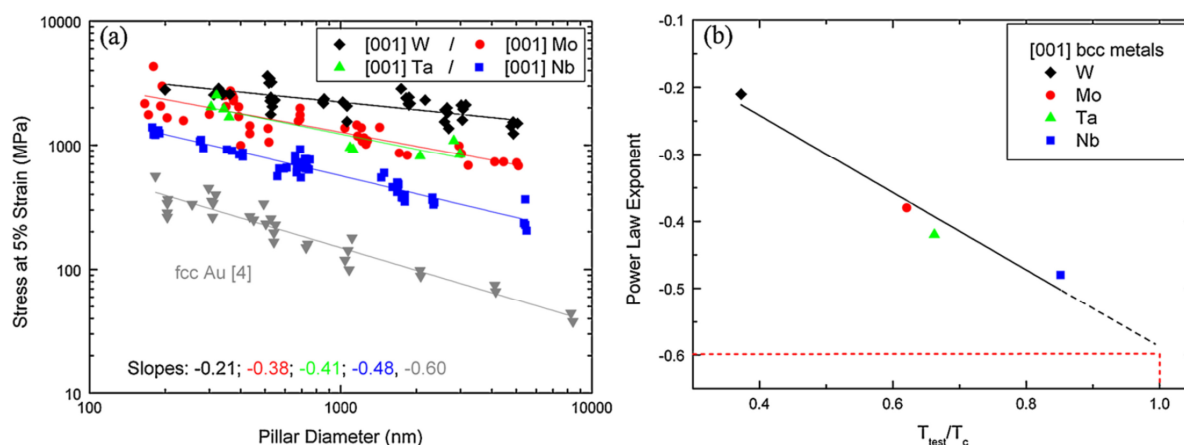 (a)
[001] W / [001] Mo
[001] Ta / [001] Nb
Stress at 5% Strain (MPa)
10000
1000
100
10
fcc Au [4]
Slopes: -0.21; -0.38; -0.41; -0.48, -0.60
100
1000
10000
Pillar Diameter (nm)
(b)
[001] bcc metals
W
Mo
Ta
Nb
Power Law Exponent
-0.1
-0.2
-0.3
-0.4
-0.5
-0.6
0.4
0.6
0.8
1.0
T_test/T_c